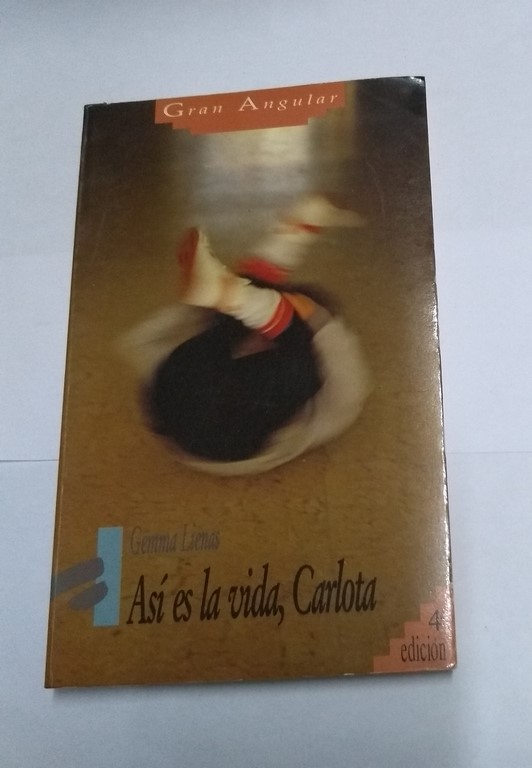 Gran Angular
Gemma Lienas
Así es la vida, Carlota
4ª
edición